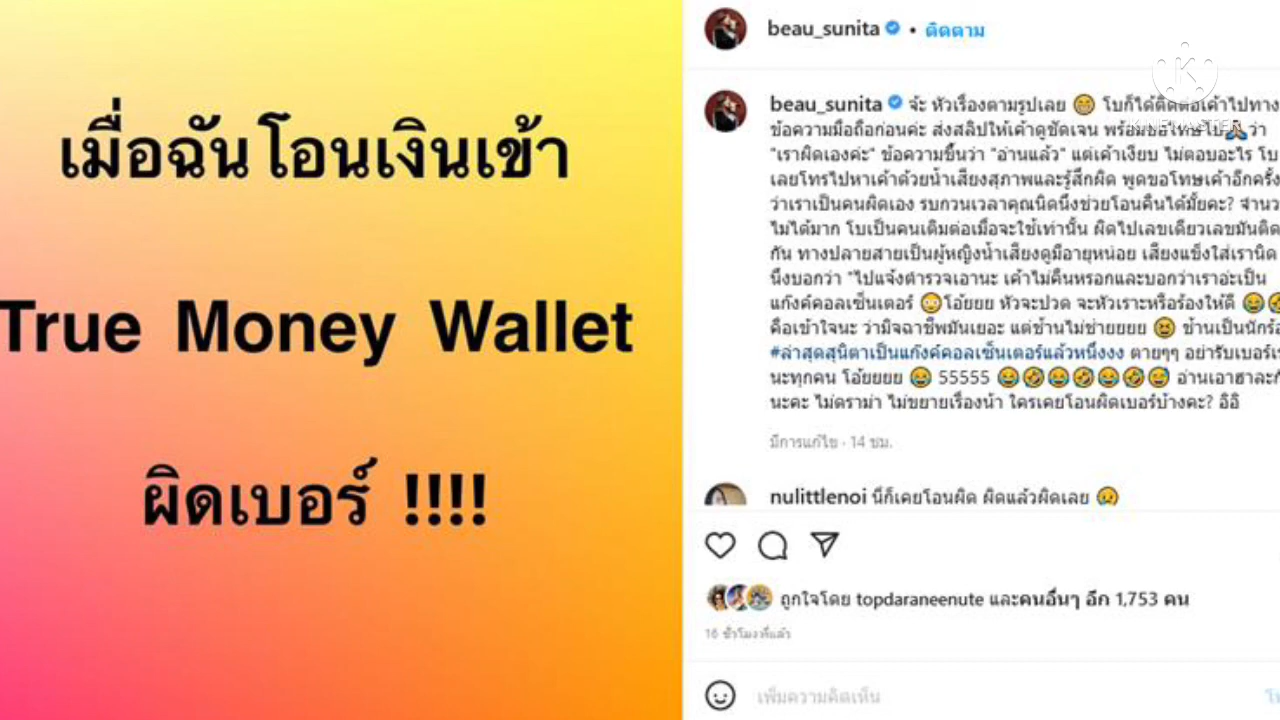 เมื่อฉันโอนเงินเข้า
True Money Wallet
ผิดเบอร์ !!!!
beau_sunita • ติดตาม
beau_sunita จ้ะ หัวเรื่องตามรูปเลย 😁 โบก็ได้ติดต่อเค้าไปทาง
ข้อความมือถือก่อนค่ะ ส่งสลิปให้เค้าดูชัดเจน พร้อมขอโทษไป🙏ว่า
"เราผิดเองค่ะ" ข้อความขึ้นว่า "อ่านแล้ว" แต่เค้าเงียบ ไม่ตอบอะไร โบ
เลยโทรไปหาเค้าด้วยน้ำเสียงสุภาพและรู้สึกผิด พูดขอโทษเค้าอีกครั้ง
ว่าเราเป็นคนผิดเอง รบกวนเวลาคุณนิดนึงช่วยโอนคืนได้มั้ยคะ? จำนว
ไม่ได้มาก โบเป็นคนเติมต่อเมื่อจะใช้เท่านั้น ผิดไปเลขเดียวเลขมันติด
กัน ทางปลายสายเป็นผู้หญิงน้ำเสียงดูมีอายุหน่อย เสียงแข็งใส่เรานิด
นึงบอกว่า "ไปแจ้งตำรวจเอานะ เค้าไม่คืนหรอกและบอกว่าเราอ่ะเป็น
แก๊งค์คอลเซ็นเตอร์ 😳โอ้ยยย หัวจะปวด จะหัวเราะหรือร้องให้ดี 😂
คือเข้าใจนะ ว่ามิจฉาชีพมันเยอะ แต่ช้านไม่ช่ายยยย 😆 ช้านเป็นนักร้อ
#ล่าสุดสุนิตาเป็นแก๊งค์คอลเซ็นเตอร์แล้วหนึ่งงง ตายๆๆ อย่ารับเบอร์
นะทุกคน โอ้ยยยย 😂 55555 😂🤣😂🤣😂🤣😅 อ่านเอาฮาละกั
นะคะ ไม่ดราม่า ไม่ขยายเรื่องน้า ใครเคยโอนผิดเบอร์บ้างคะ? อิอิ
มีการแก้ไข · 14 ชม.
nulittlenoi นี่ก็เคยโอนผิด ผิดแล้วผิดเลย 😢
ถูกใจโดย topdaraneenute และคนอื่นๆ อีก 1,753 คน
16 ชั่วโมงที่แล้ว
เพิ่มความคิดเห็น
KINEMASTER